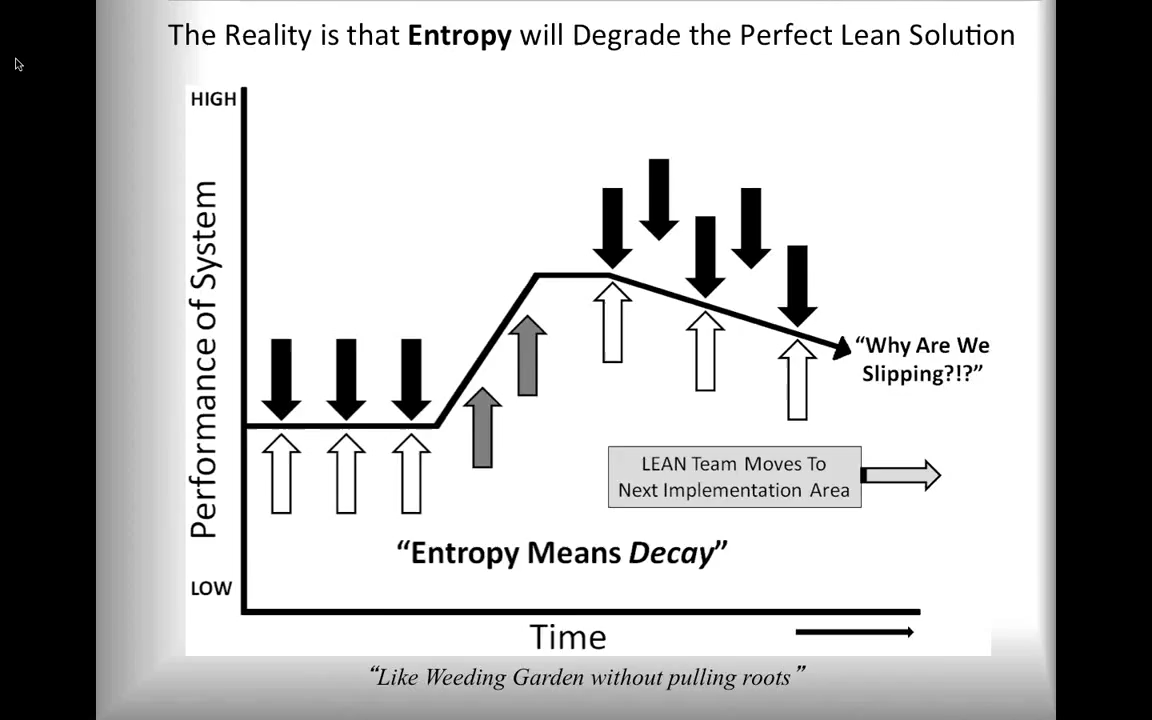 The Reality is that Entropy will Degrade the Perfect Lean Solution
HIGH
Performance of System
"Why Are We
Slipping?!?"
LEAN Team Moves To
Next Implementation Area
"Entropy Means Decay"
LOW
Time
"Like Weeding Garden without pulling roots"